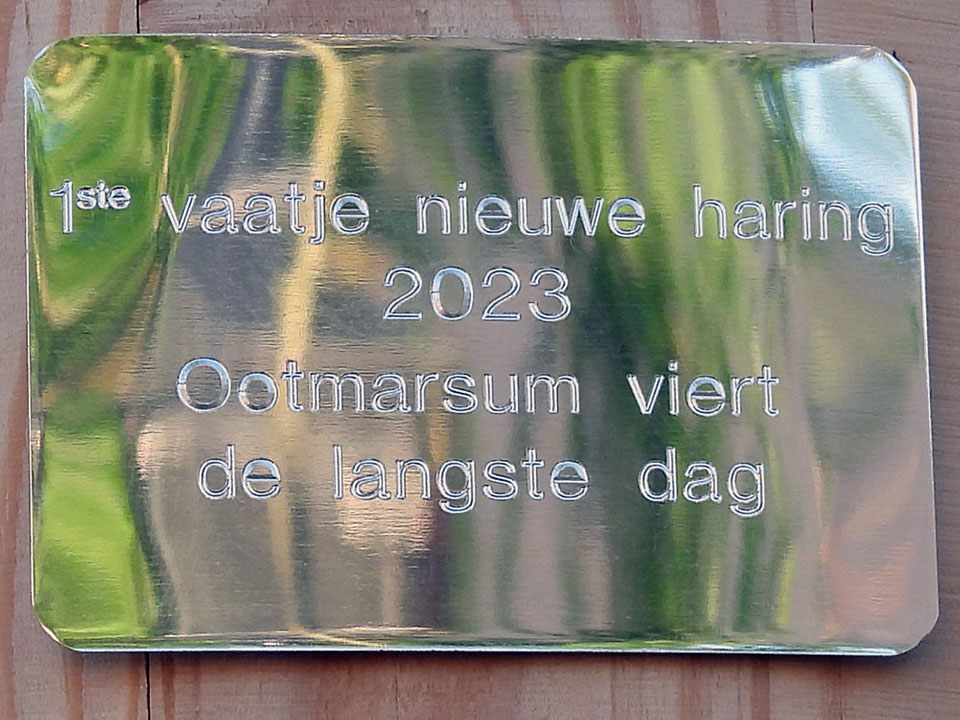 1ste vaatje nieuwe haring
2023
Ootmarsum viert
de langste dag